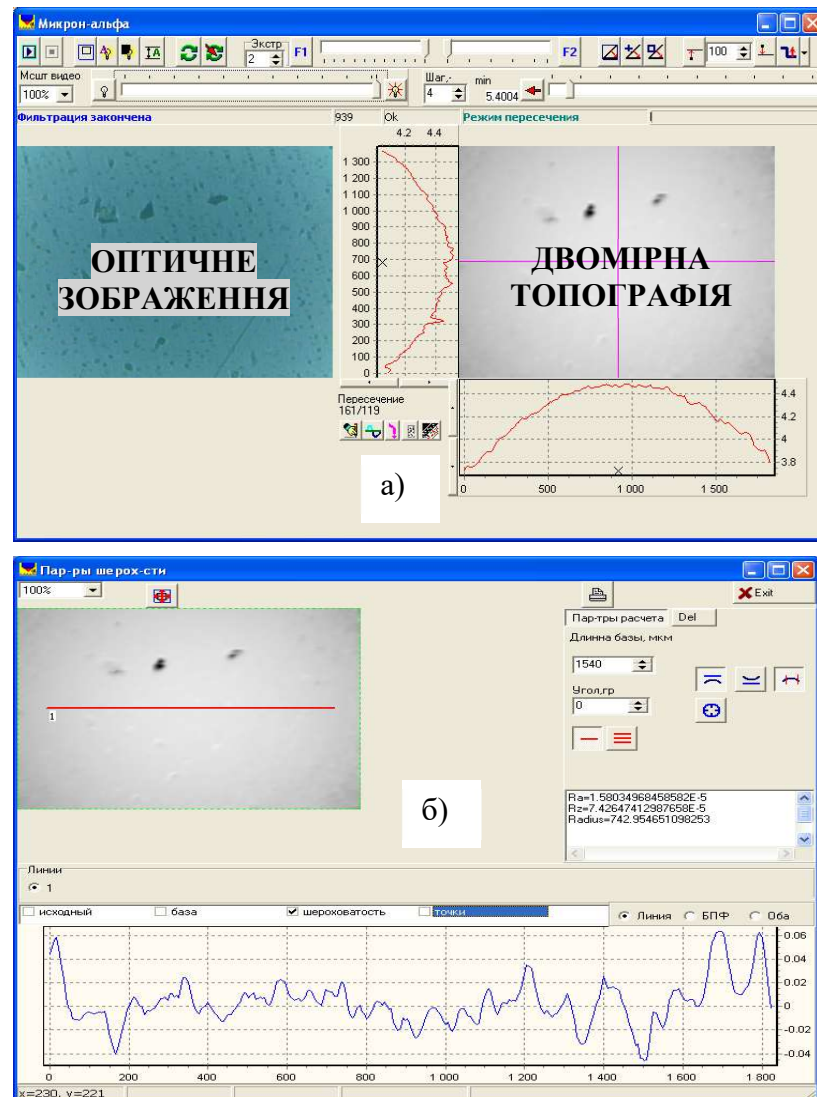 Микрон-альфа
Экстр
2
F1
F2
100
Мсшт видео
100%
Шаг,-
4
min
5.4004
Фильтрация закончена
939
Ok
Режим пересечения
4.2 4.4
1 300
1 200
1 100
1 000
900
800
700
600
500
400
300
200
100
0
ОПТИЧНЕ
ЗОБРАЖЕННЯ
ДВОМІРНА
ТОПОГРАФІЯ
Пересечение
161/119
4.4
4.2
4
3.8
0 500 1 000 1 500
а)
Пар-ры шерох-сти
100%
Exit
Пар-тры расчета Del
Длинна базы, мкм
1540
Угол,гр
0
1
б)
Ra=1.58034968458582E-5
Rz=7.42647412987658E-5
Radius=742.954651098253
Линии
1
исходный база шероховатость точки Линия БПФ Оба
0.06
0.04
0.02
0
-0.02
-0.04
0 200 400 600 800 1 000 1 200 1 400 1 600 1 800
x=230, y=221